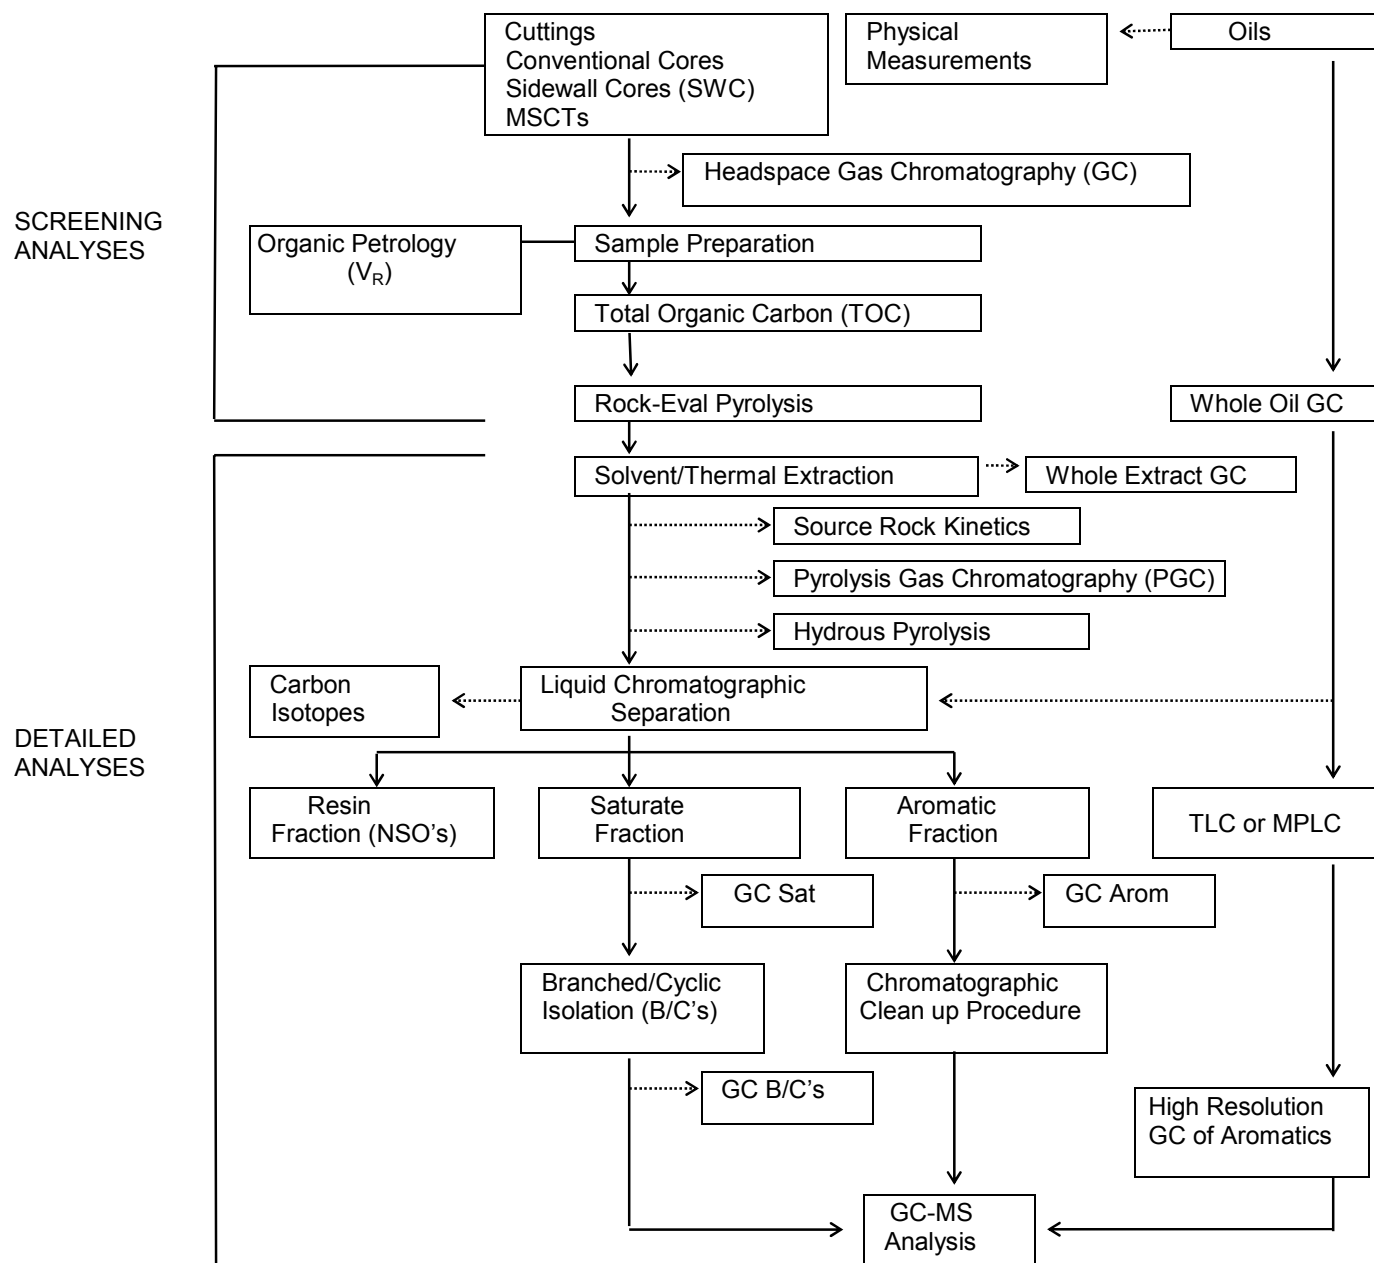 Cuttings
Conventional Cores
Sidewall Cores (SWC)
MSCTs
Physical
Measurements
Oils
Headspace Gas Chromatography (GC)
SCREENING
ANALYSES
Organic Petrology
(VR)
Sample Preparation
Total Organic Carbon (TOC)
Rock-Eval Pyrolysis
Whole Oil GC
Solvent/Thermal Extraction
Whole Extract GC
Source Rock Kinetics
Pyrolysis Gas Chromatography (PGC)
Hydrous Pyrolysis
Carbon
Isotopes
Liquid Chromatographic
Separation
DETAILED
ANALYSES
Resin
Fraction (NSO's)
Saturate
Fraction
Aromatic
Fraction
TLC or MPLC
GC Sat
GC Arom
Branched/Cyclic
Isolation (B/C's)
Chromatographic
Clean up Procedure
GC B/C's
High Resolution
GC of Aromatics
GC-MS
Analysis